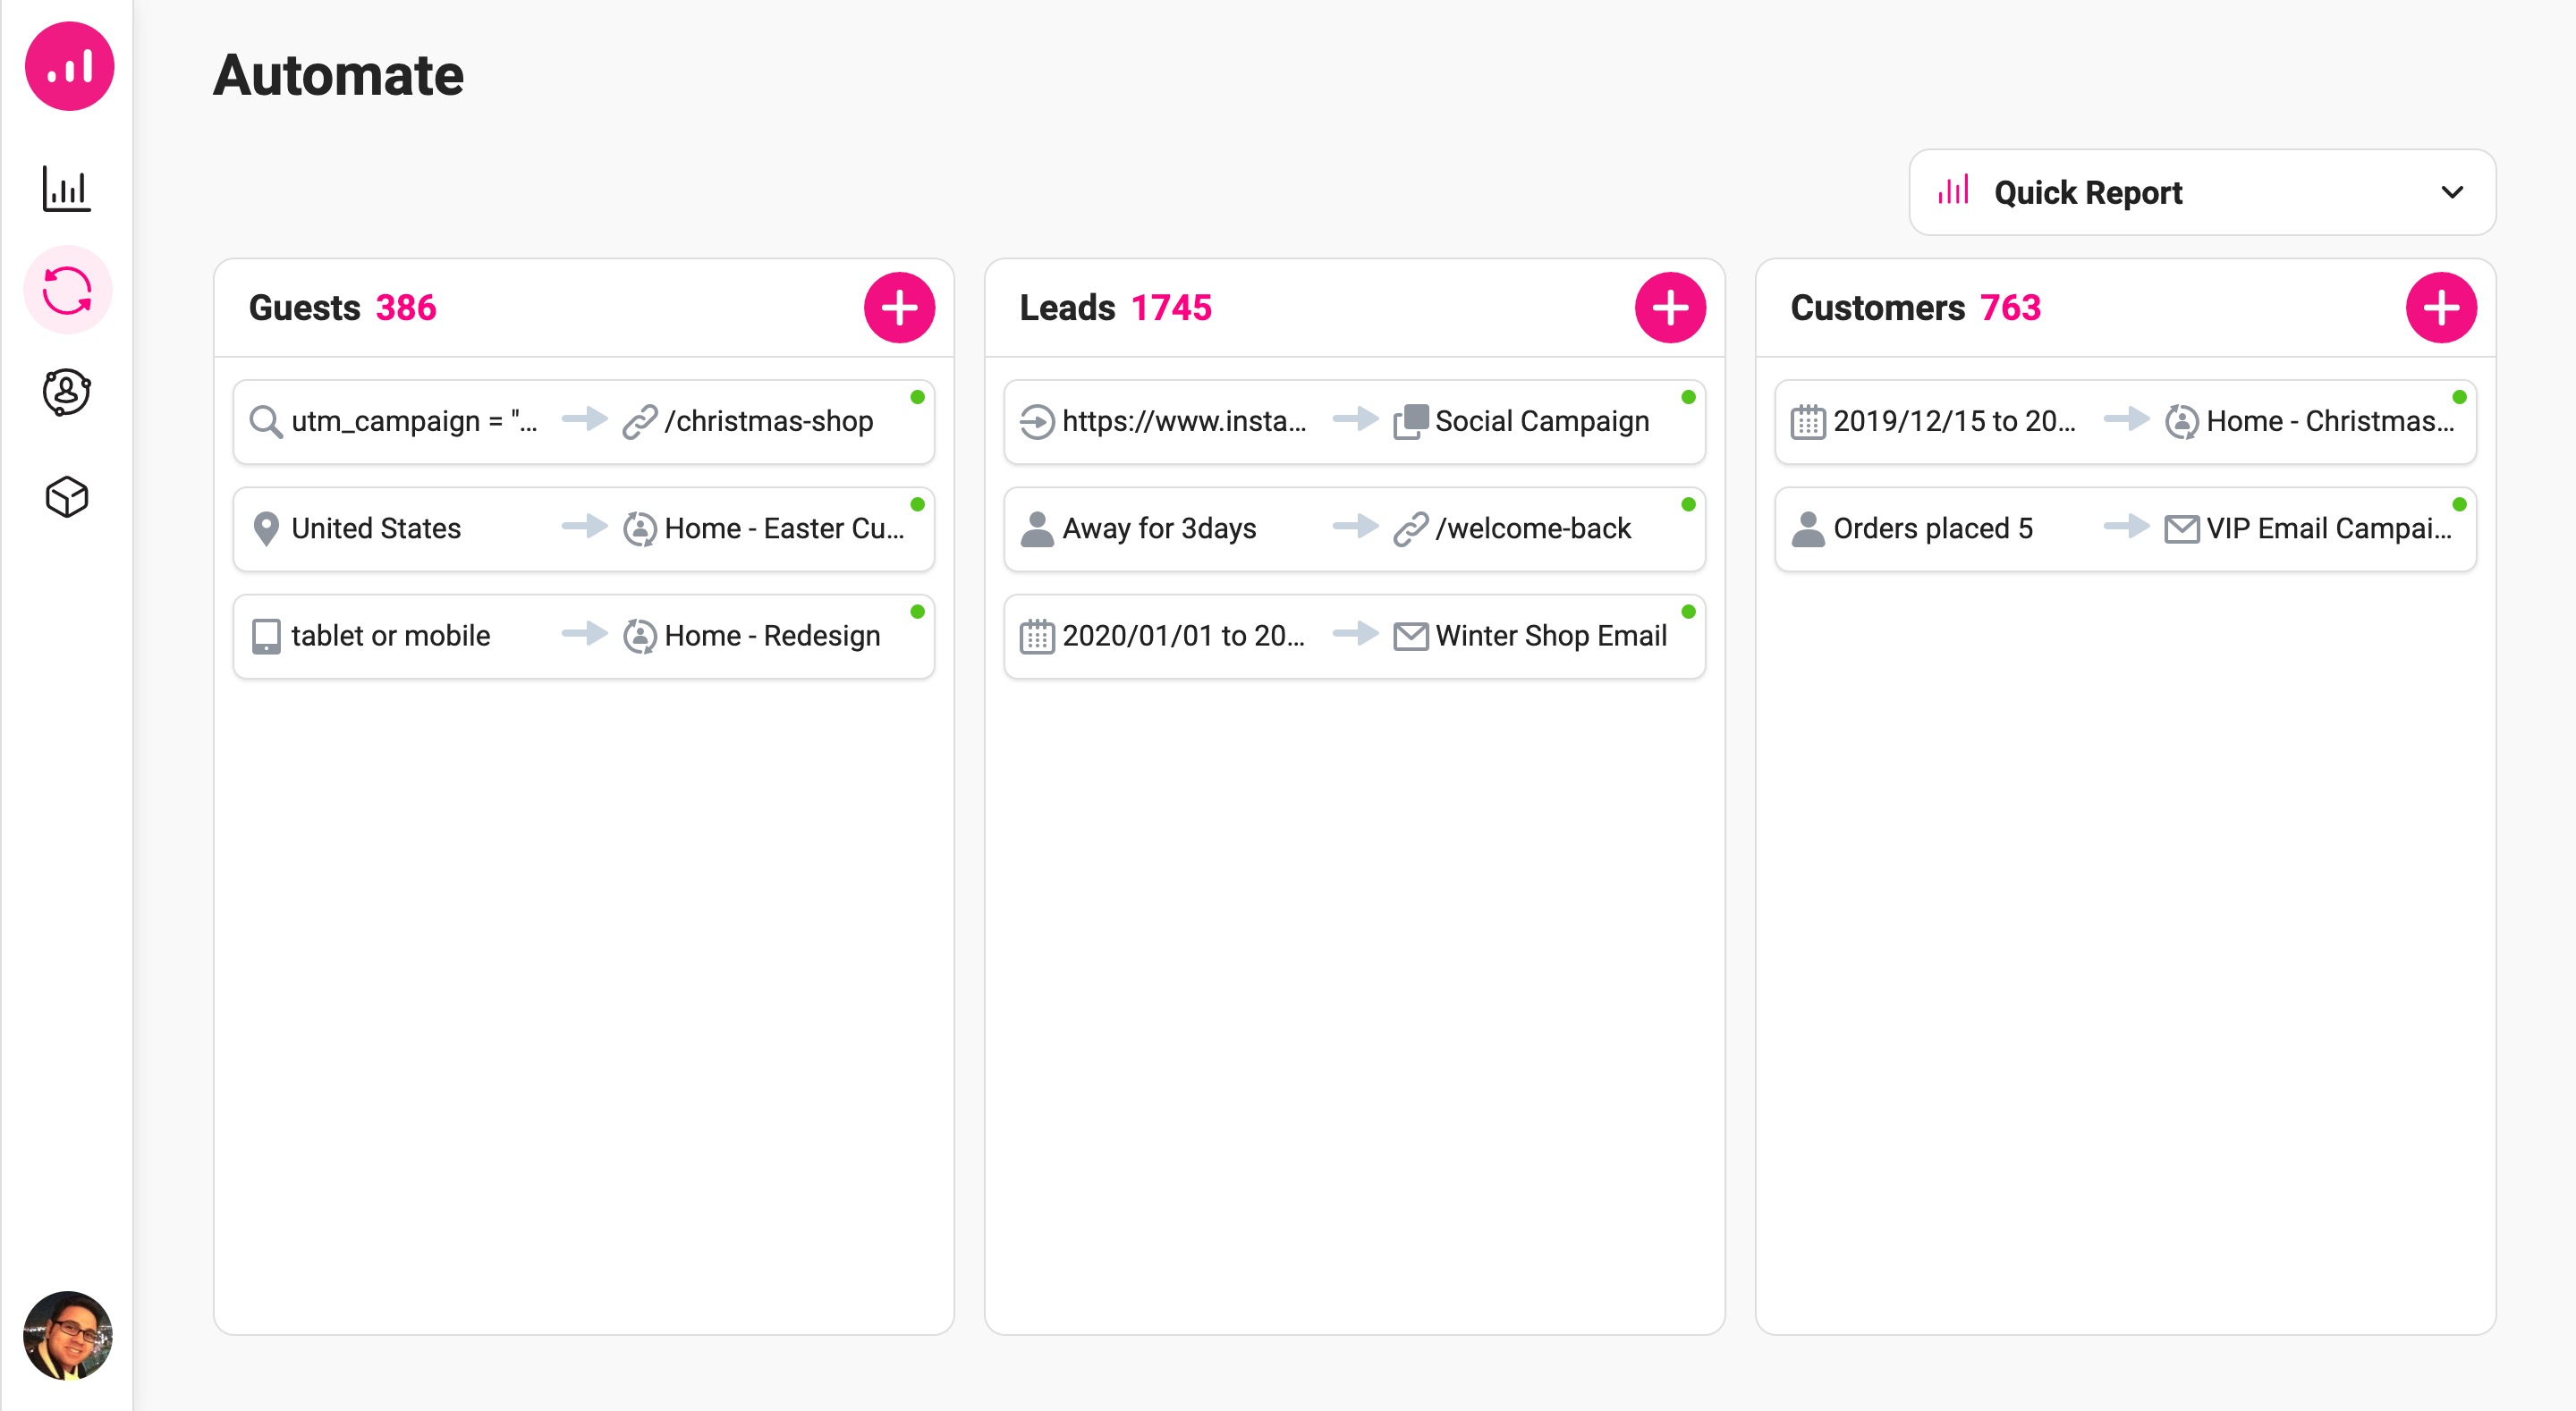 Automate
Quick Report
Guests 386
utm_campaign = "... /christmas-shop
United States Home - Easter Cu...
tablet or mobile Home - Redesign
Leads 1745
https://www.insta... Social Campaign
Away for 3days /welcome-back
2020/01/01 to 20... Winter Shop Email
Customers 763
2019/12/15 to 20... Home - Christmas...
Orders placed 5 VIP Email Campai...